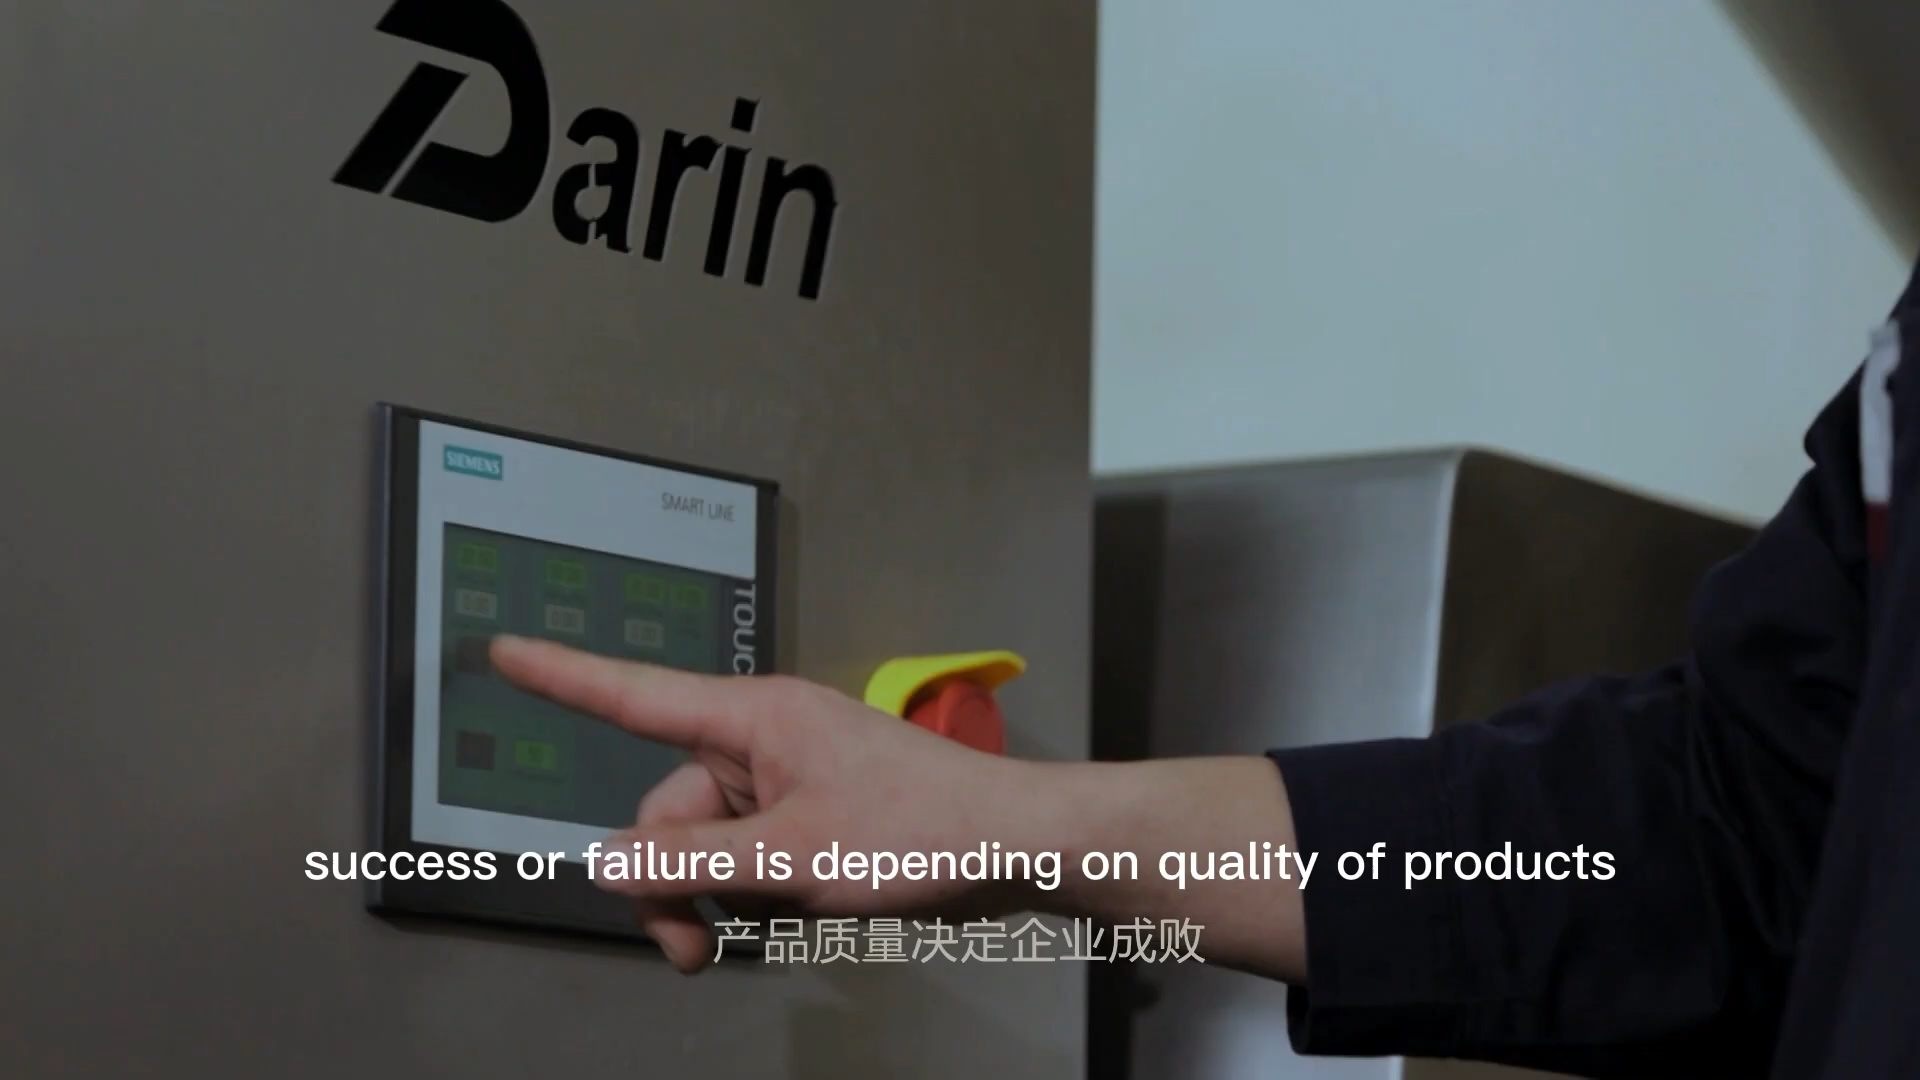 Darin
SIEMENS
SMART LINE
TOUC
success or failure is depending on quality of products
产品质量决定企业成败